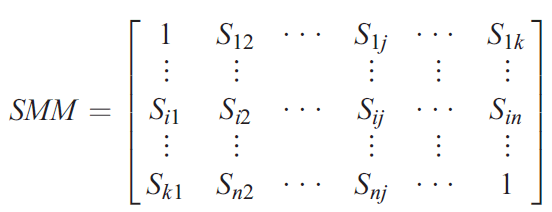 1 S₁₂ ··· S₁ⱼ ··· S₁ₖ
⋮ ⋮ ⋮ ⋮ ⋮
SMM = Sᵢ₁ Sᵢ₂ ··· Sᵢⱼ ··· Sᵢₙ
⋮ ⋮ ⋮ ⋮ ⋮
Sₖ₁ Sₙ₂ ··· Sₙⱼ ··· 1